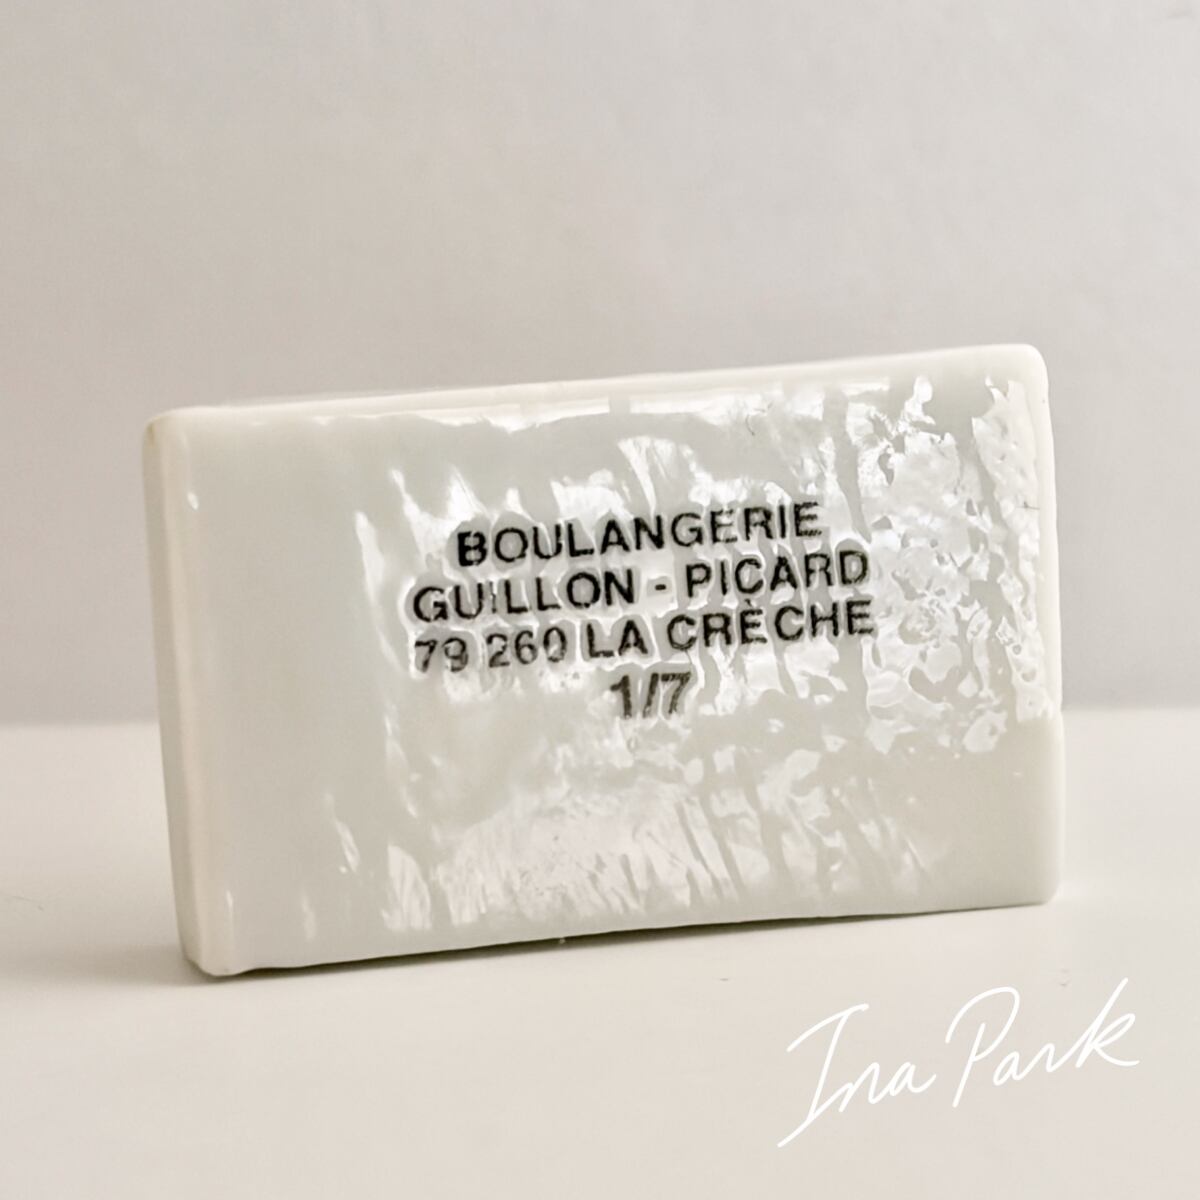 BOULANGERIE
GUILLON - PICARD
79 260 LA CRÈCHE
1/7
Ina Park